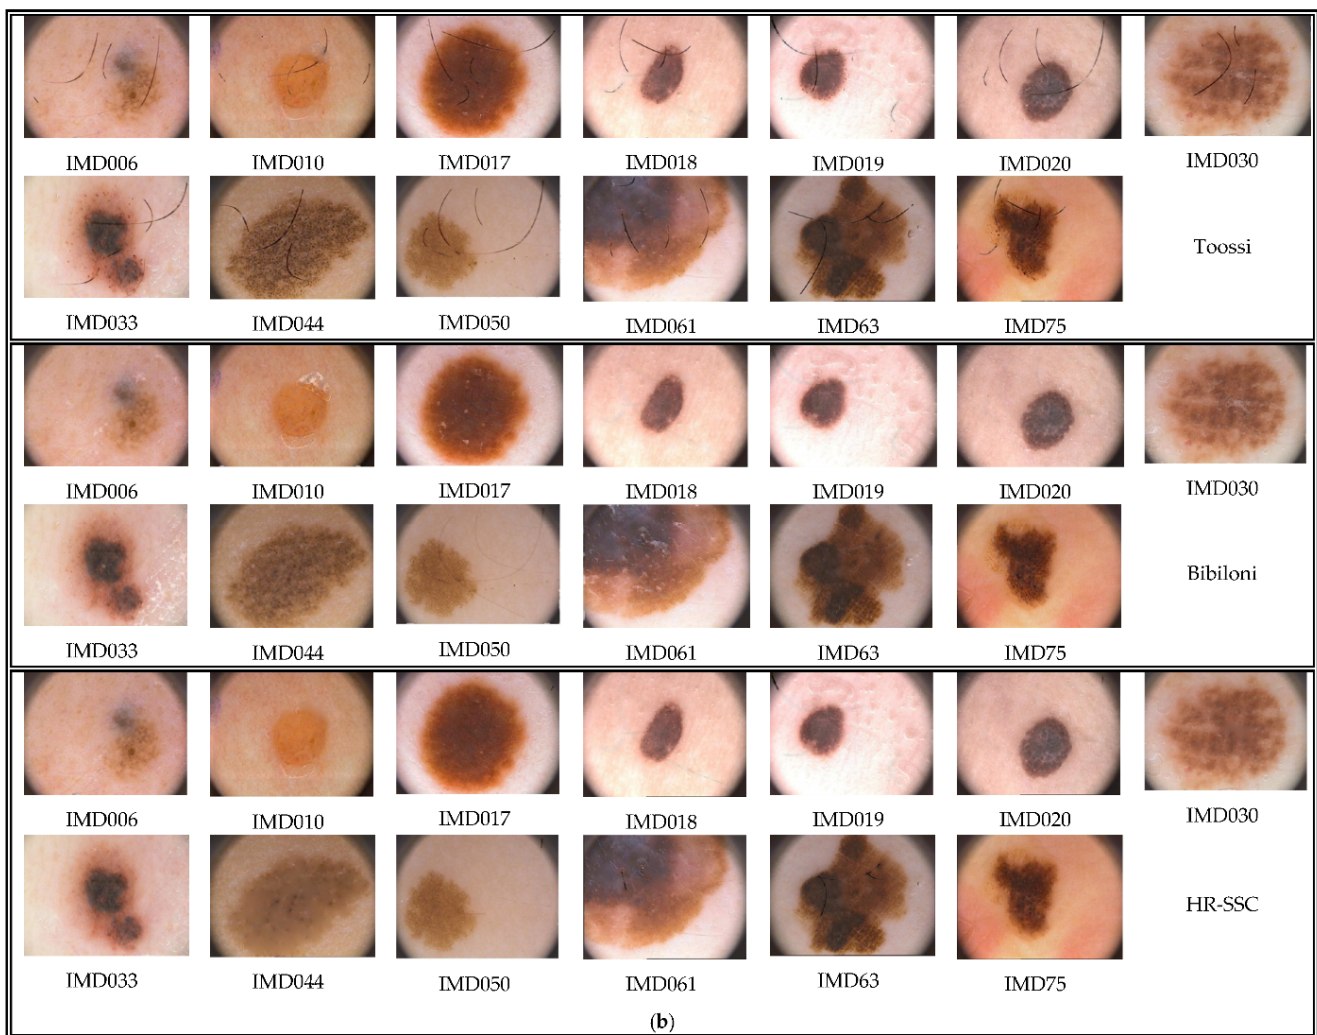 IMD006 IMD010 IMD017 IMD018 IMD019 IMD020 IMD030
Toossi
IMD033 IMD044 IMD050 IMD061 IMD63 IMD75
IMD006 IMD010 IMD017 IMD018 IMD019 IMD020 IMD030
Bibiloni
IMD033 IMD044 IMD050 IMD061 IMD63 IMD75
IMD006 IMD010 IMD017 IMD018 IMD019 IMD020 IMD030
HR-SSC
IMD033 IMD044 IMD050 IMD061 IMD63 IMD75
(b)